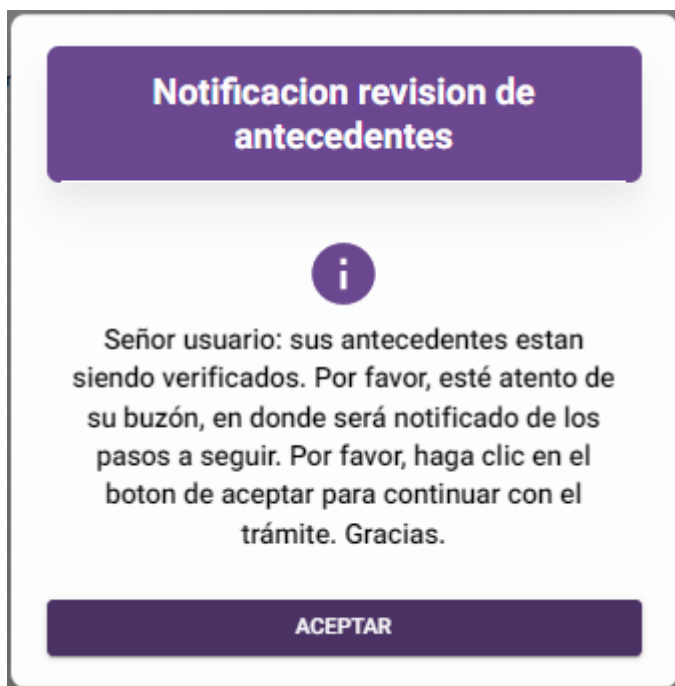 Notificacion revision de
antecedentes
Señor usuario: sus antecedentes estan
siendo verificados. Por favor, esté atento de
su buzón, en donde será notificado de los
pasos a seguir. Por favor, haga clic en el
boton de aceptar para continuar con el
trámite. Gracias.
ACEPTAR